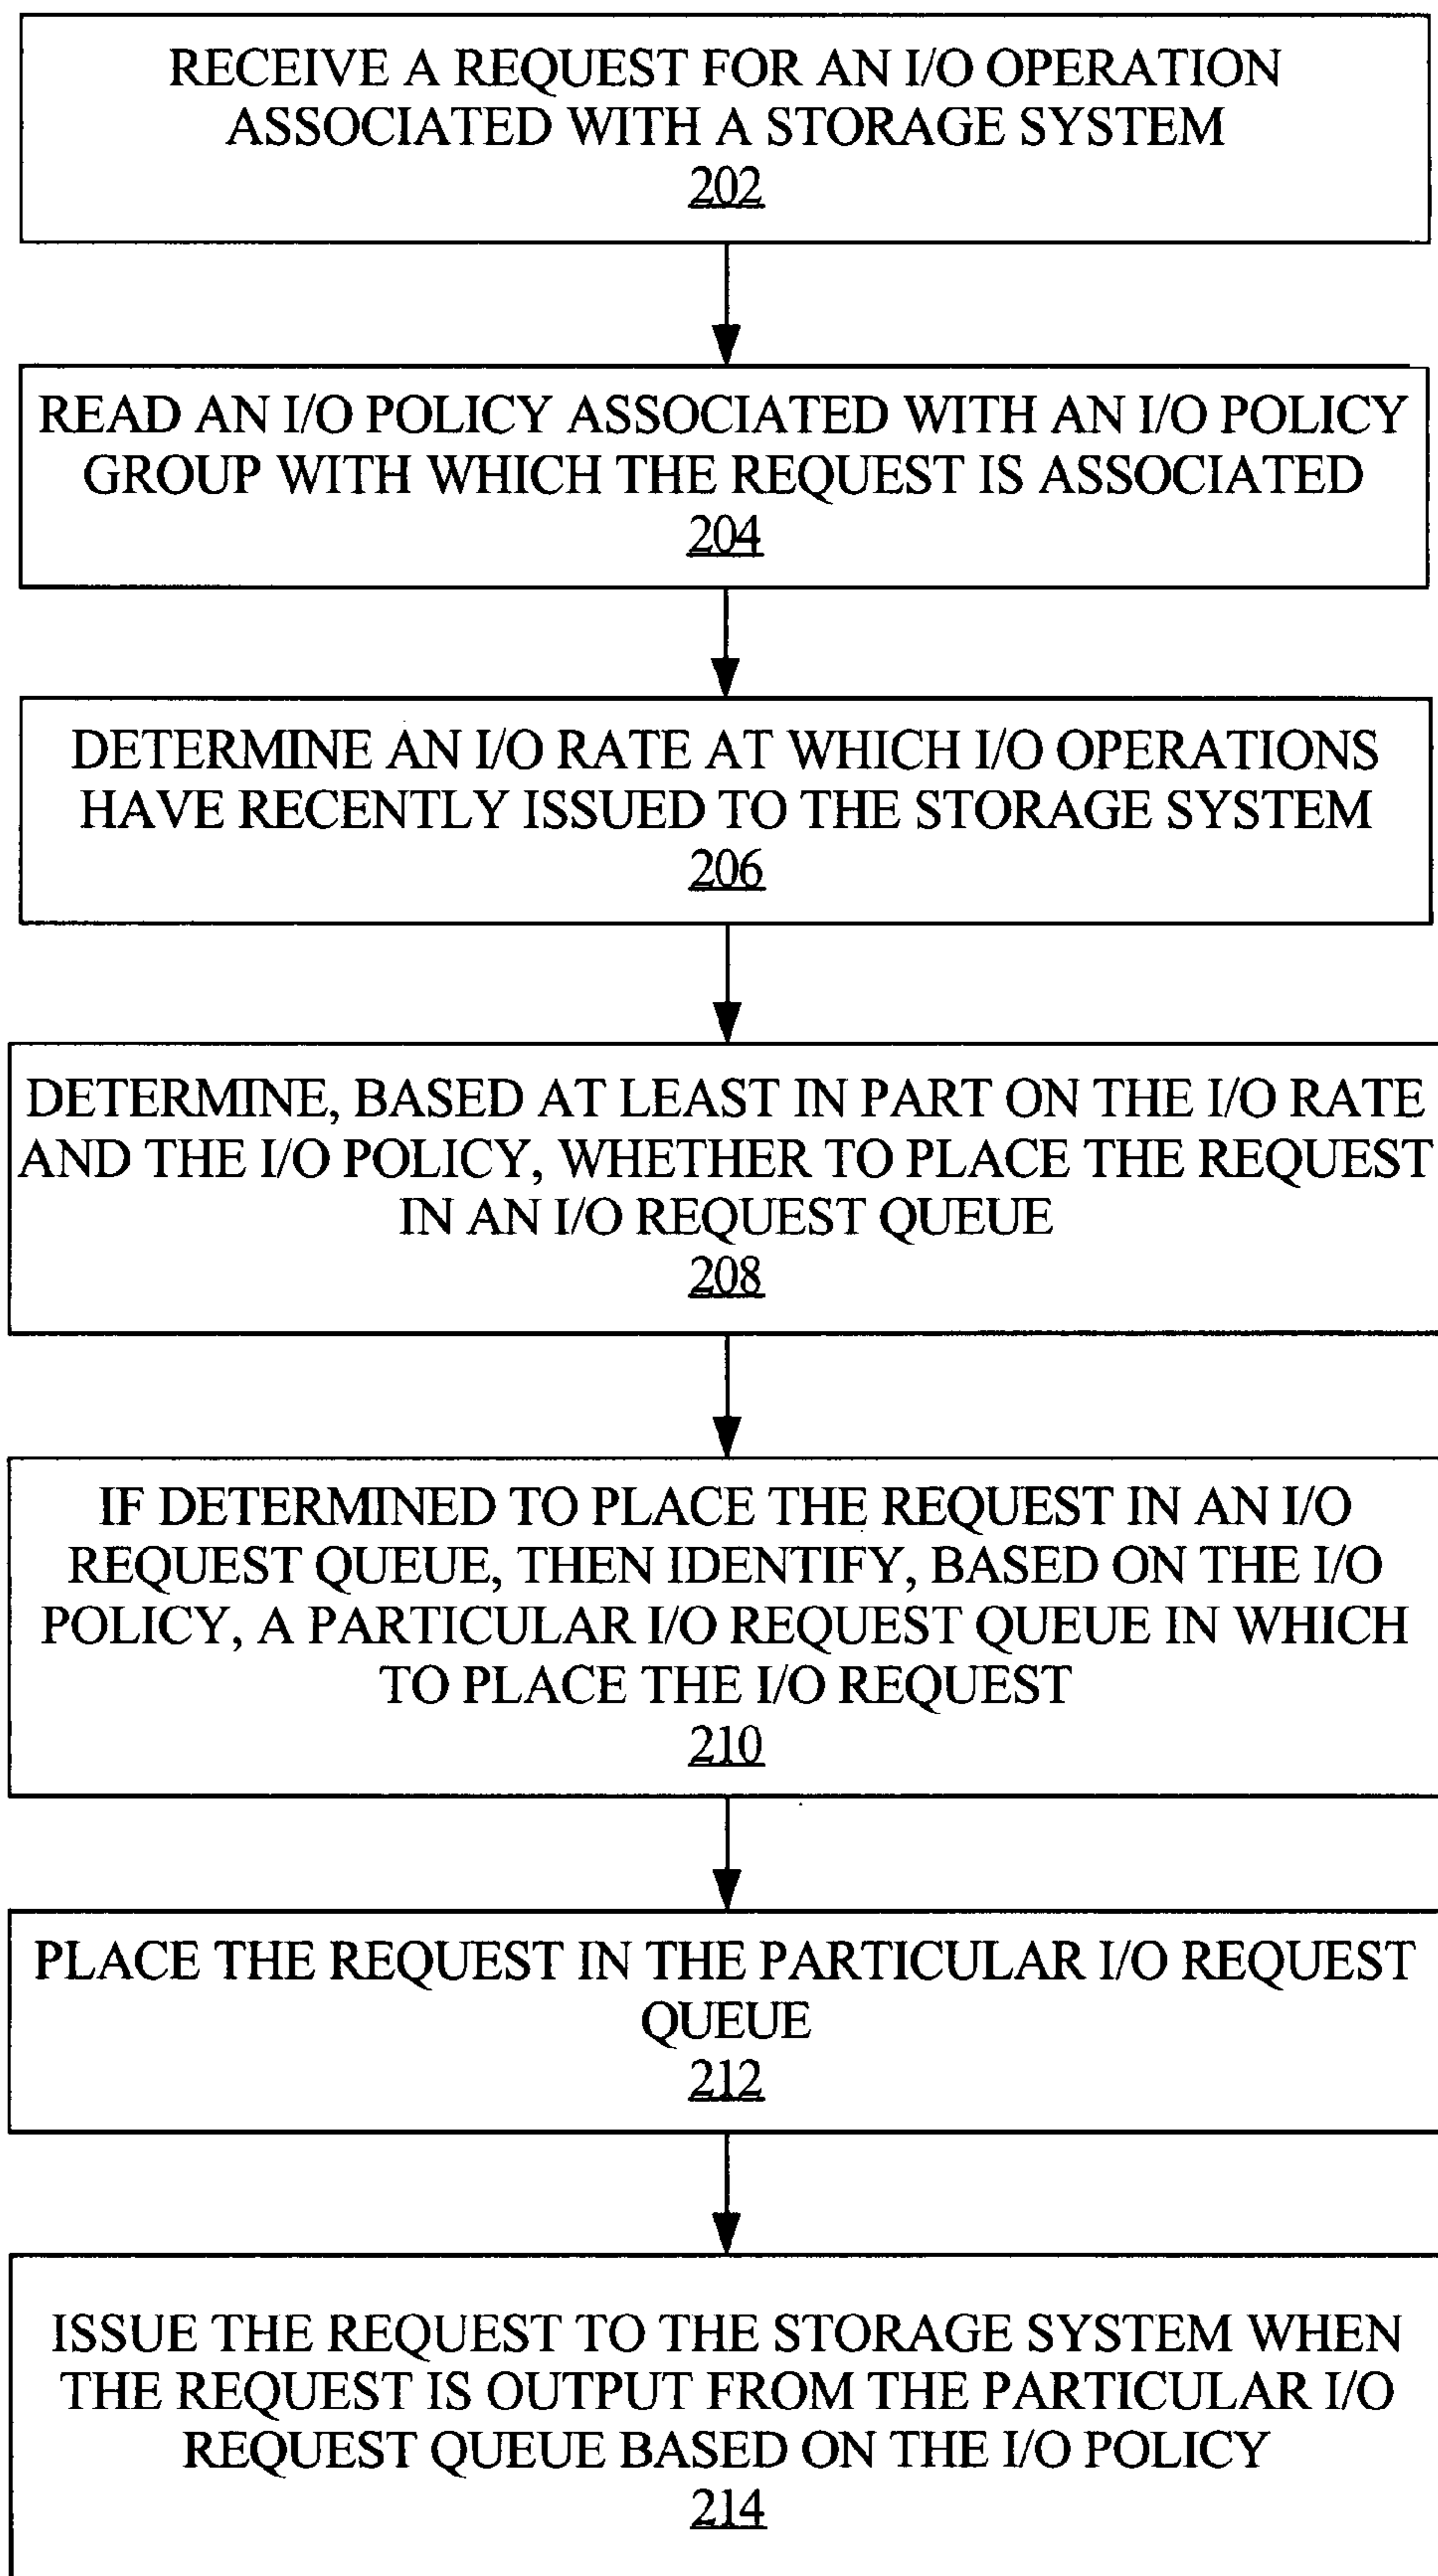 RECEIVE A REQUEST FOR AN I/O OPERATION
ASSOCIATED WITH A STORAGE SYSTEM
202
READ AN I/O POLICY ASSOCIATED WITH AN I/O POLICY
GROUP WITH WHICH THE REQUEST IS ASSOCIATED
204
DETERMINE AN I/O RATE AT WHICH I/O OPERATIONS
HAVE RECENTLY ISSUED TO THE STORAGE SYSTEM
206
DETERMINE, BASED AT LEAST IN PART ON THE I/O RATE
AND THE I/O POLICY, WHETHER TO PLACE THE REQUEST
IN AN I/O REQUEST QUEUE
208
IF DETERMINED TO PLACE THE REQUEST IN AN I/O
REQUEST QUEUE, THEN IDENTIFY, BASED ON THE I/O
POLICY, A PARTICULAR I/O REQUEST QUEUE IN WHICH
TO PLACE THE I/O REQUEST
210
PLACE THE REQUEST IN THE PARTICULAR I/O REQUEST
QUEUE
212
ISSUE THE REQUEST TO THE STORAGE SYSTEM WHEN
THE REQUEST IS OUTPUT FROM THE PARTICULAR I/O
REQUEST QUEUE BASED ON THE I/O POLICY
214